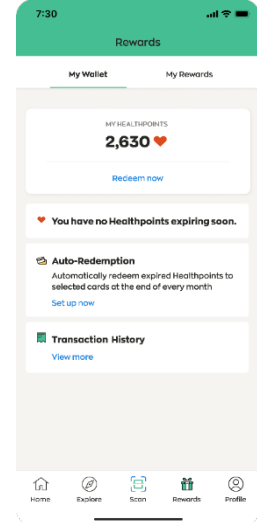 7:30
Rewards
My Wallet
My Rewards
MY HEALTHPOINTS
2,630
Redeem now
You have no Healthpoints expiring soon.
Auto-Redemption
Automatically redeem expired Healthpoints to
selected cards at the end of every month
Set up now
Transaction History
View more
Home
Explore
Scan
Rewards
Profile